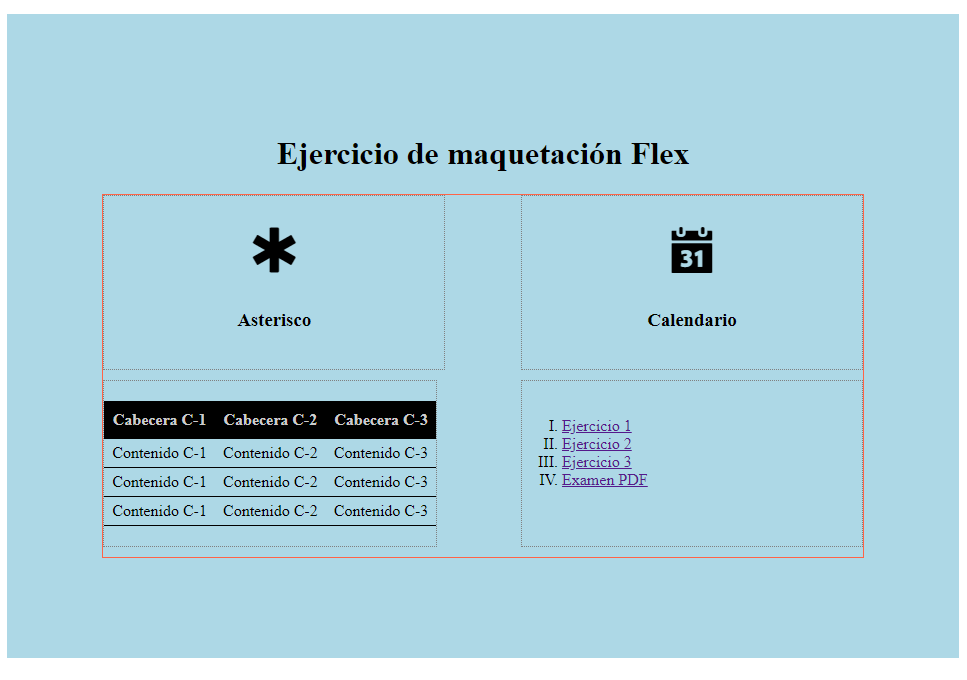 Ejercicio de maquetación Flex
31
Asterisco
Calendario
Cabecera C-1 Cabecera C-2 Cabecera C-3
Contenido C-1 Contenido C-2 Contenido C-3
Contenido C-1 Contenido C-2 Contenido C-3
Contenido C-1 Contenido C-2 Contenido C-3
I. Ejercicio 1
II. Ejercicio 2
III. Ejercicio 3
IV. Examen PDF